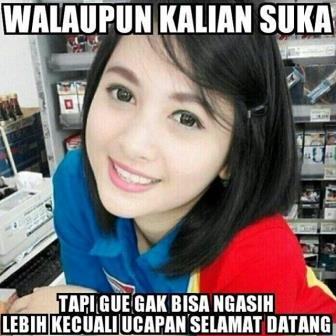 WALAUPUN KALIAN SUKA
TAPI GUE GAK BISA NGASIH
LEBIH KECUALI UCAPAN SELAMAT DATANG